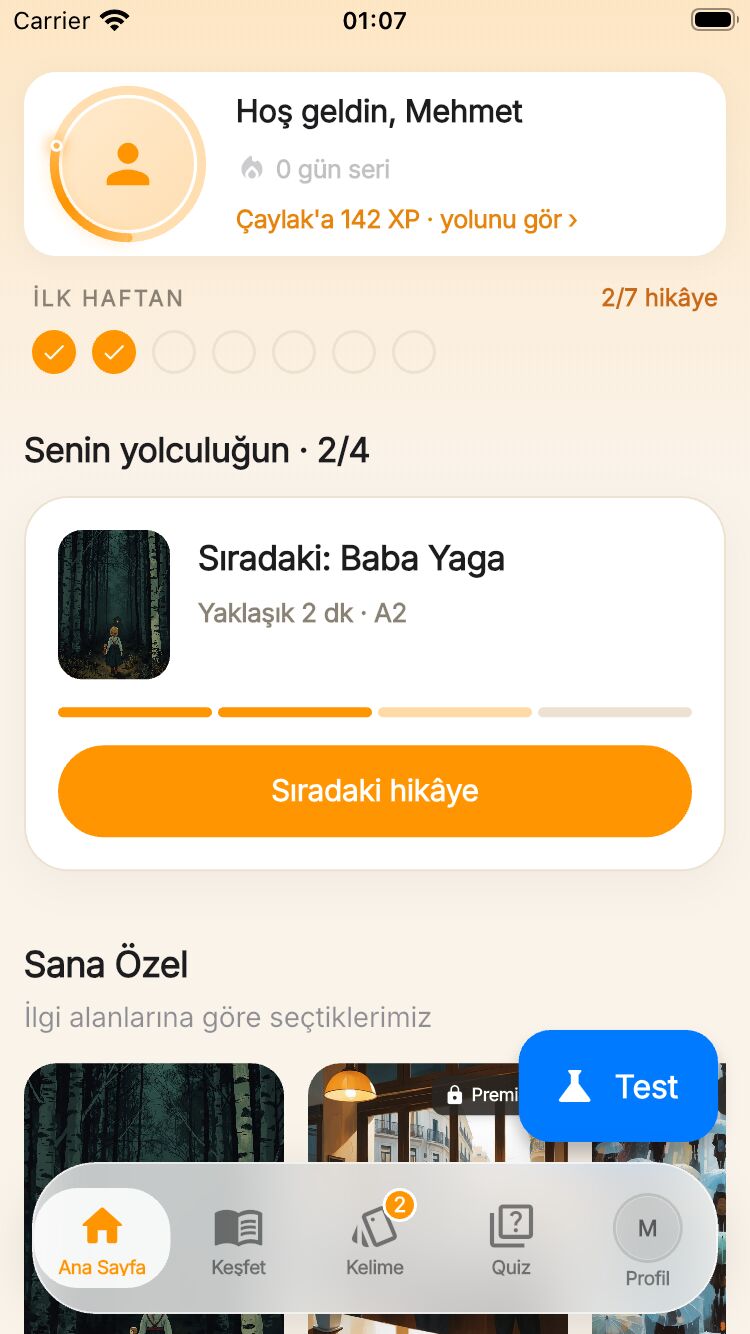 Carrier 01:07
Hoş geldin, Mehmet
0 gün seri
Çaylak'a 142 XP · yolunu gör ›
İLK HAFTAN 2/7 hikâye
Senin yolculuğun · 2/4
Sıradaki: Baba Yaga
Yaklaşık 2 dk · A2
Sıradaki hikâye
Sana Özel
İlgi alanlarına göre seçtiklerimiz
Premi
Test
2
M
Ana Sayfa Keşfet Kelime Quiz Profil